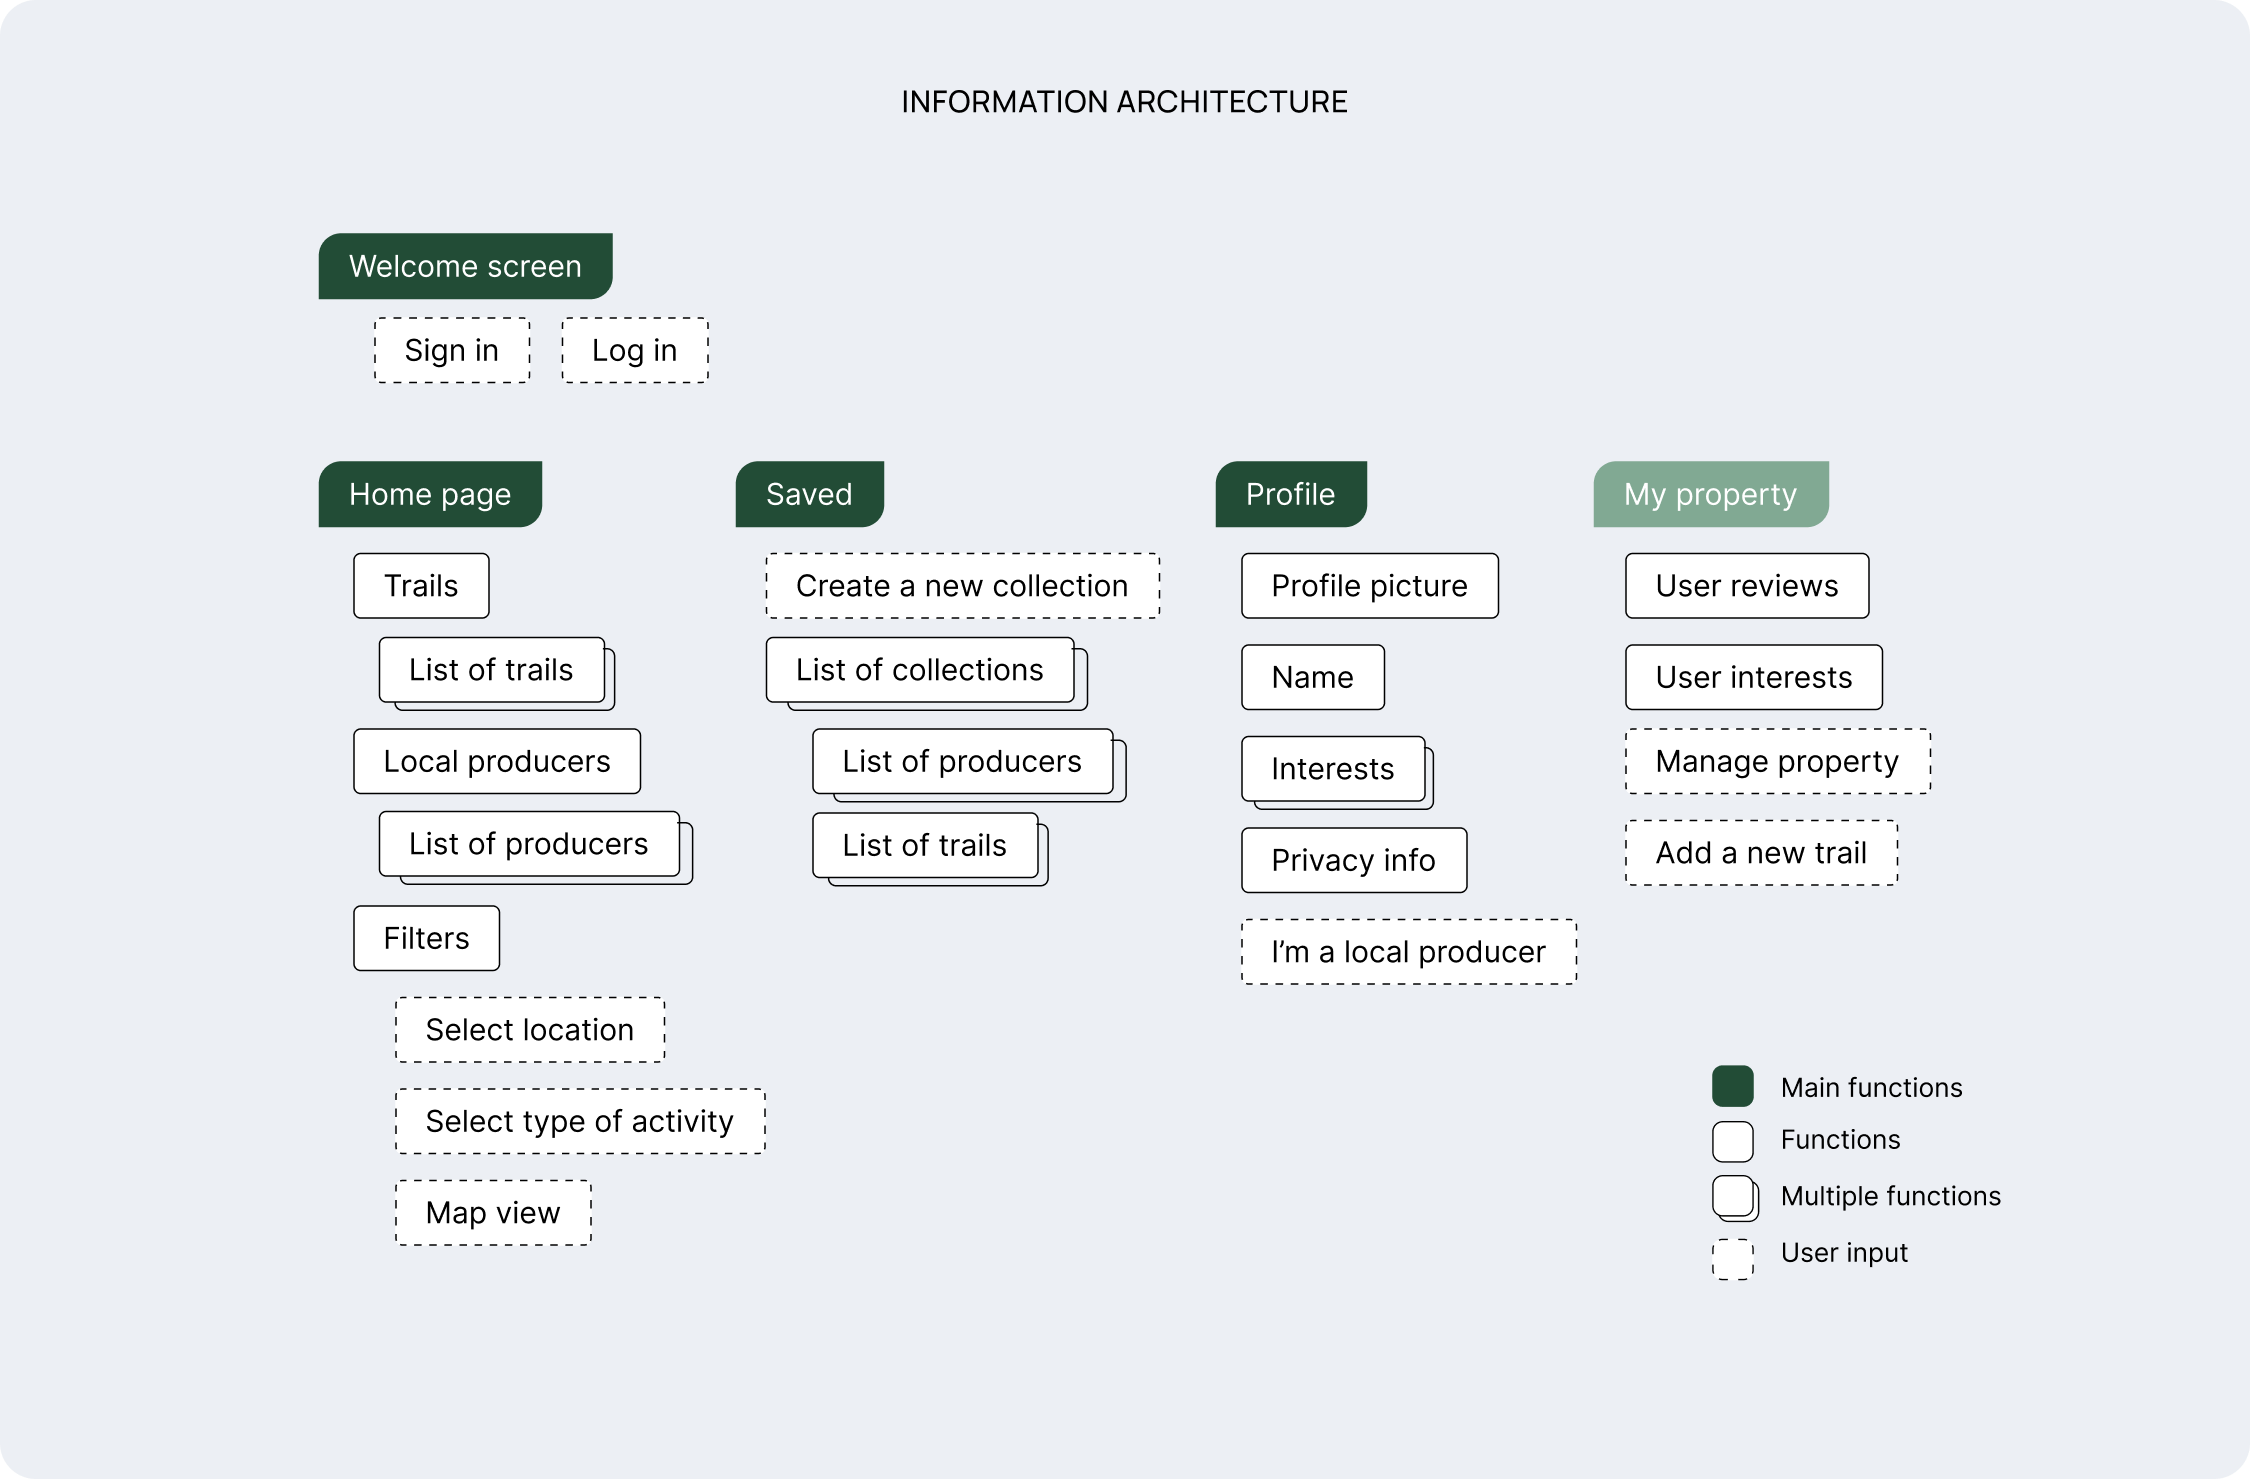 INFORMATION ARCHITECTURE
Welcome screen
Sign in
Log in
Home page
Trails
List of trails
Local producers
List of producers
Filters
Select location
Select type of activity
Map view
Saved
Create a new collection
List of collections
List of producers
List of trails
Profile
Profile picture
Name
Interests
Privacy info
I’m a local producer
My property
User reviews
User interests
Manage property
Add a new trail
Main functions
Functions
Multiple functions
User input